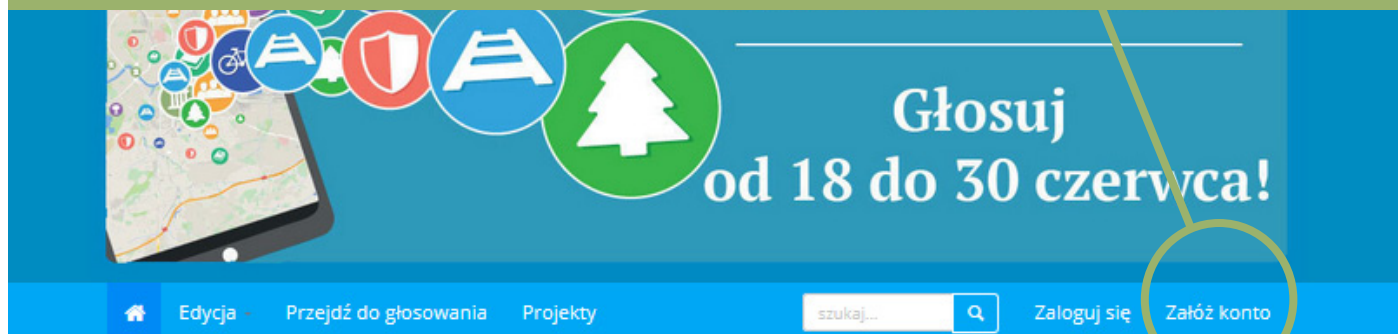 Głosuj
od 18 do 30 czerwca!
Edycja Przejdź do głosowania Projekty szukaj... Zaloguj się Załóż konto